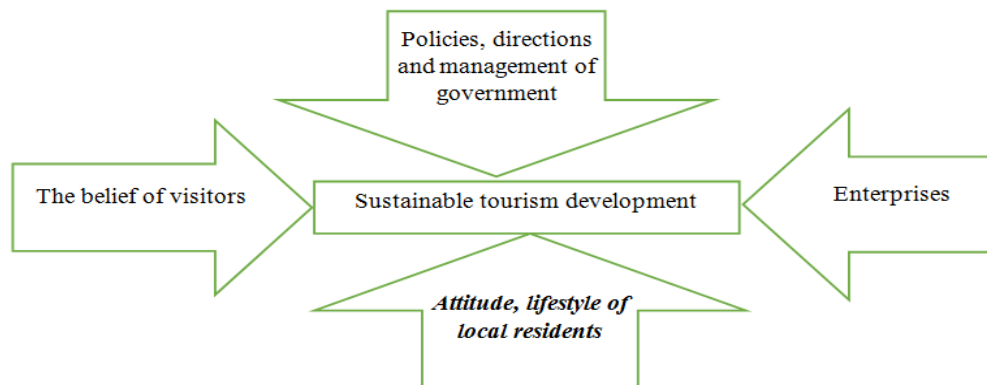 Policies, directions
and management of
government
The belief of visitors
Sustainable tourism development
Enterprises
Attitude, lifestyle of
local residents